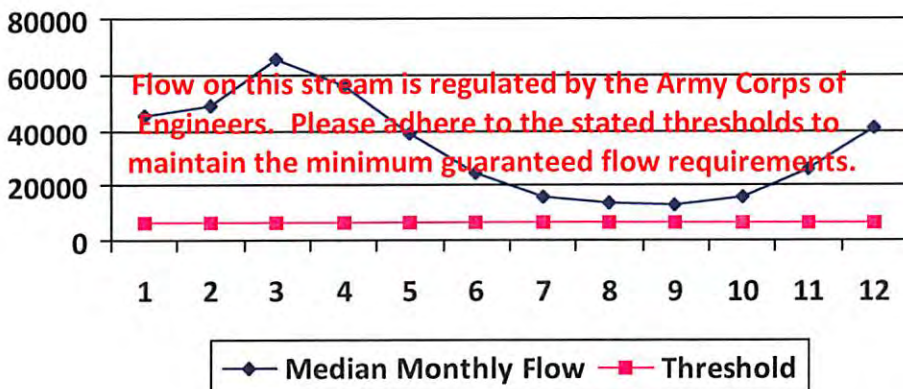 80000
60000
40000
20000
0
Flow on this stream is regulated by the Army Corps of
Engineers. Please adhere to the stated thresholds to
maintain the minimum guaranteed flow requirements.
1 2 3 4 5 6 7 8 9 10 11 12
Median Monthly Flow Threshold